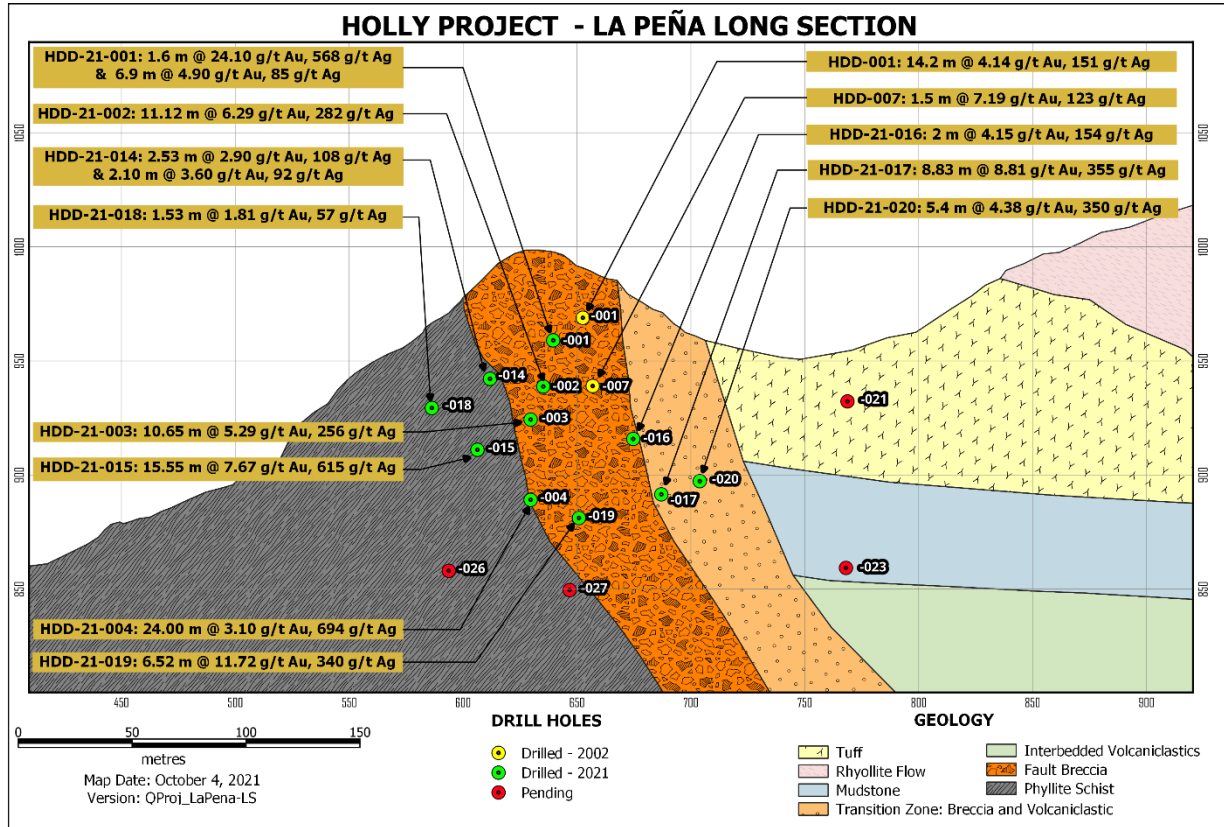 HOLLY PROJECT - LA PEÑA LONG SECTION
HDD-21-001: 1.6 m @ 24.10 g/t Au, 568 g/t Ag
& 6.9 m @ 4.90 g/t Au, 85 g/t Ag
HDD-21-002: 11.12 m @ 6.29 g/t Au, 282 g/t Ag
HDD-21-014: 2.53 m @ 2.90 g/t Au, 108 g/t Ag
& 2.10 m @ 3.60 g/t Au, 92 g/t Ag
HDD-21-018: 1.53 m @ 1.81 g/t Au, 57 g/t Ag
HDD-001: 14.2 m @ 4.14 g/t Au, 151 g/t Ag
HDD-007: 1.5 m @ 7.19 g/t Au, 123 g/t Ag
HDD-21-016: 2 m @ 4.15 g/t Au, 154 g/t Ag
HDD-21-017: 8.83 m @ 8.81 g/t Au, 355 g/t Ag
HDD-21-020: 5.4 m @ 4.38 g/t Au, 350 g/t Ag
1050
1000
950
900
850
1050
1000
950
900
850
-001
-001
-014
-002
-007
-018
-021
-003
-016
-015
-020
-017
-004
-019
-026
-027
-023
HDD-21-003: 10.65 m @ 5.29 g/t Au, 256 g/t Ag
HDD-21-015: 15.55 m @ 7.67 g/t Au, 615 g/t Ag
HDD-21-004: 24.00 m @ 3.10 g/t Au, 694 g/t Ag
HDD-21-019: 6.52 m @ 11.72 g/t Au, 340 g/t Ag
450 500 550 600 650 700 750 800 850 900
0 50 100 150
metres
Map Date: October 4, 2021
Version: QProj_LaPena-LS
DRILL HOLES
Drilled - 2002
Drilled - 2021
Pending
GEOLOGY
Tuff
Rhyollite Flow
Mudstone
Transition Zone: Breccia and Volcaniclastic
Interbedded Volcaniclastics
Fault Breccia
Phyllite Schist